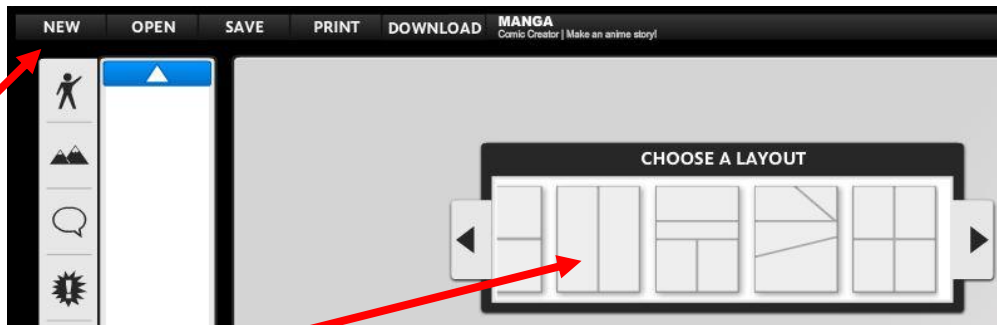 NEW OPEN SAVE PRINT DOWNLOAD MANGA
Comic Creator | Make an anime story!
CHOOSE A LAYOUT